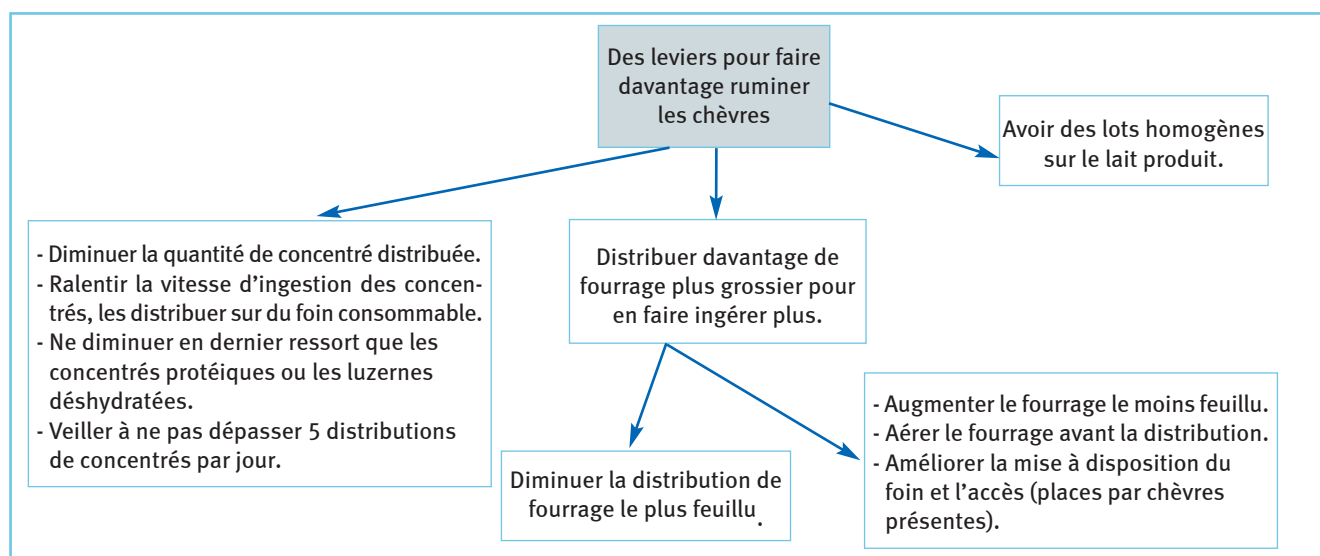 Des leviers pour faire
davantage ruminer
les chèvres
Avoir des lots homogènes
sur le lait produit.
- Diminuer la quantité de concentré distribuée.
- Ralentir la vitesse d’ingestion des concen-
trés, les distribuer sur du foin consommable.
- Ne diminuer en dernier ressort que les
concentrés protéiques ou les luzernes
déshydratées.
- Veiller à ne pas dépasser 5 distributions
de concentrés par jour.
Distribuer davantage de
fourrage plus grossier pour
en faire ingérer plus.
Diminuer la distribution de
fourrage le plus feuillu.
- Augmenter le fourrage le moins feuillu.
- Aérer le fourrage avant la distribution.
- Améliorer la mise à disposition du
foin et l’accès (places par chèvres
présentes).